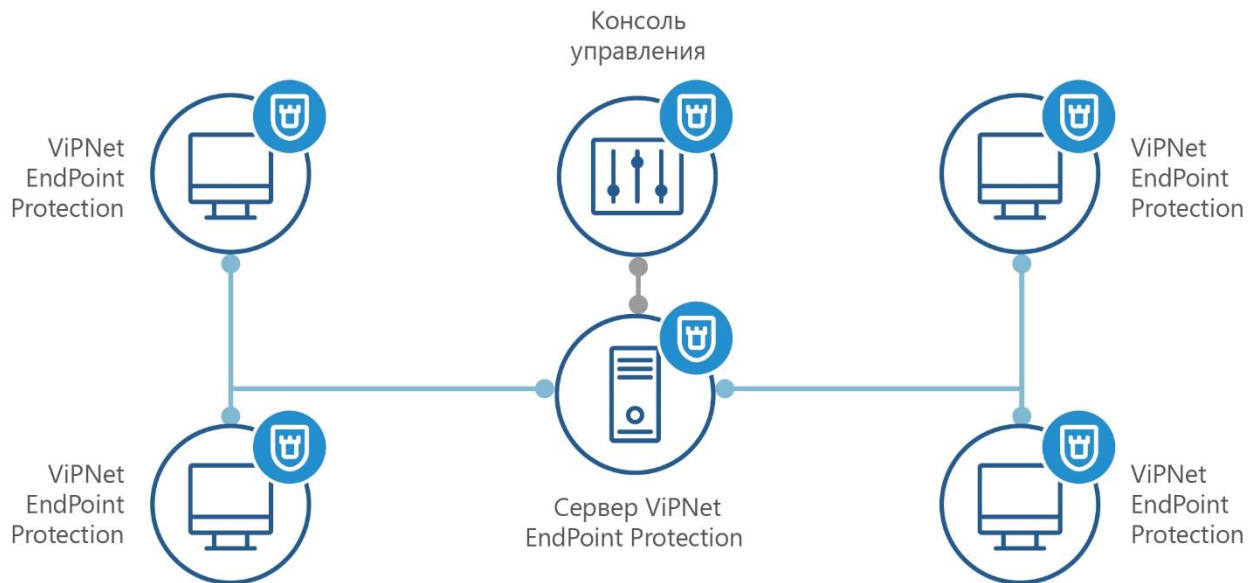 Консоль
управления
ViPNet
EndPoint
Protection
ViPNet
EndPoint
Protection
ViPNet
EndPoint
Protection
Сервер ViPNet
EndPoint Protection
ViPNet
EndPoint
Protection